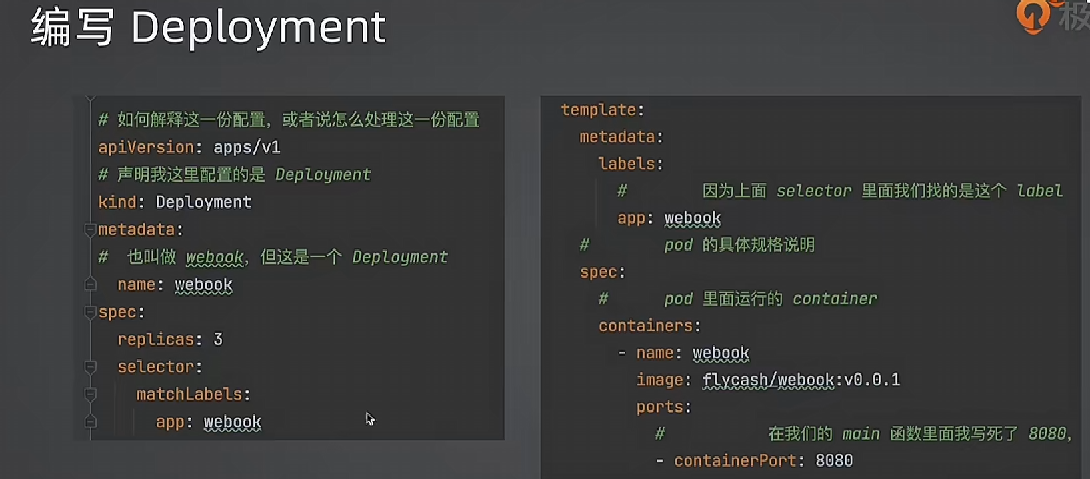 编写 Deployment
极
# 如何解释这一份配置，或者说怎么处理这一份配置
apiVersion: apps/v1
# 声明我这里配置的是 Deployment
kind: Deployment
metadata:
# 也叫做 webook，但这是一个 Deployment
name: webook
spec:
replicas: 3
selector:
matchLabels:
app: webook
template:
metadata:
labels:
# 因为上面 selector 里面我们找的是这个 label
app: webook
# pod 的具体规格说明
spec:
# pod 里面运行的 container
containers:
- name: webook
image: flycash/webook:v0.0.1
ports:
# 在我们的 main 函数里面我写死了 8080，
- containerPort: 8080